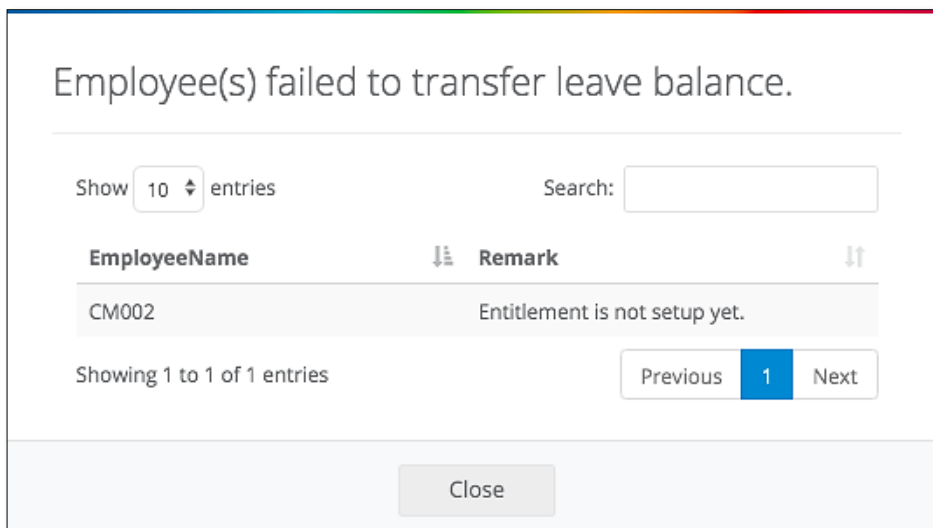 Employee(s) failed to transfer leave balance.
Show 10 entries Search:
EmployeeName Remark
CM002 Entitlement is not setup yet.
Showing 1 to 1 of 1 entries Previous 1 Next
Close